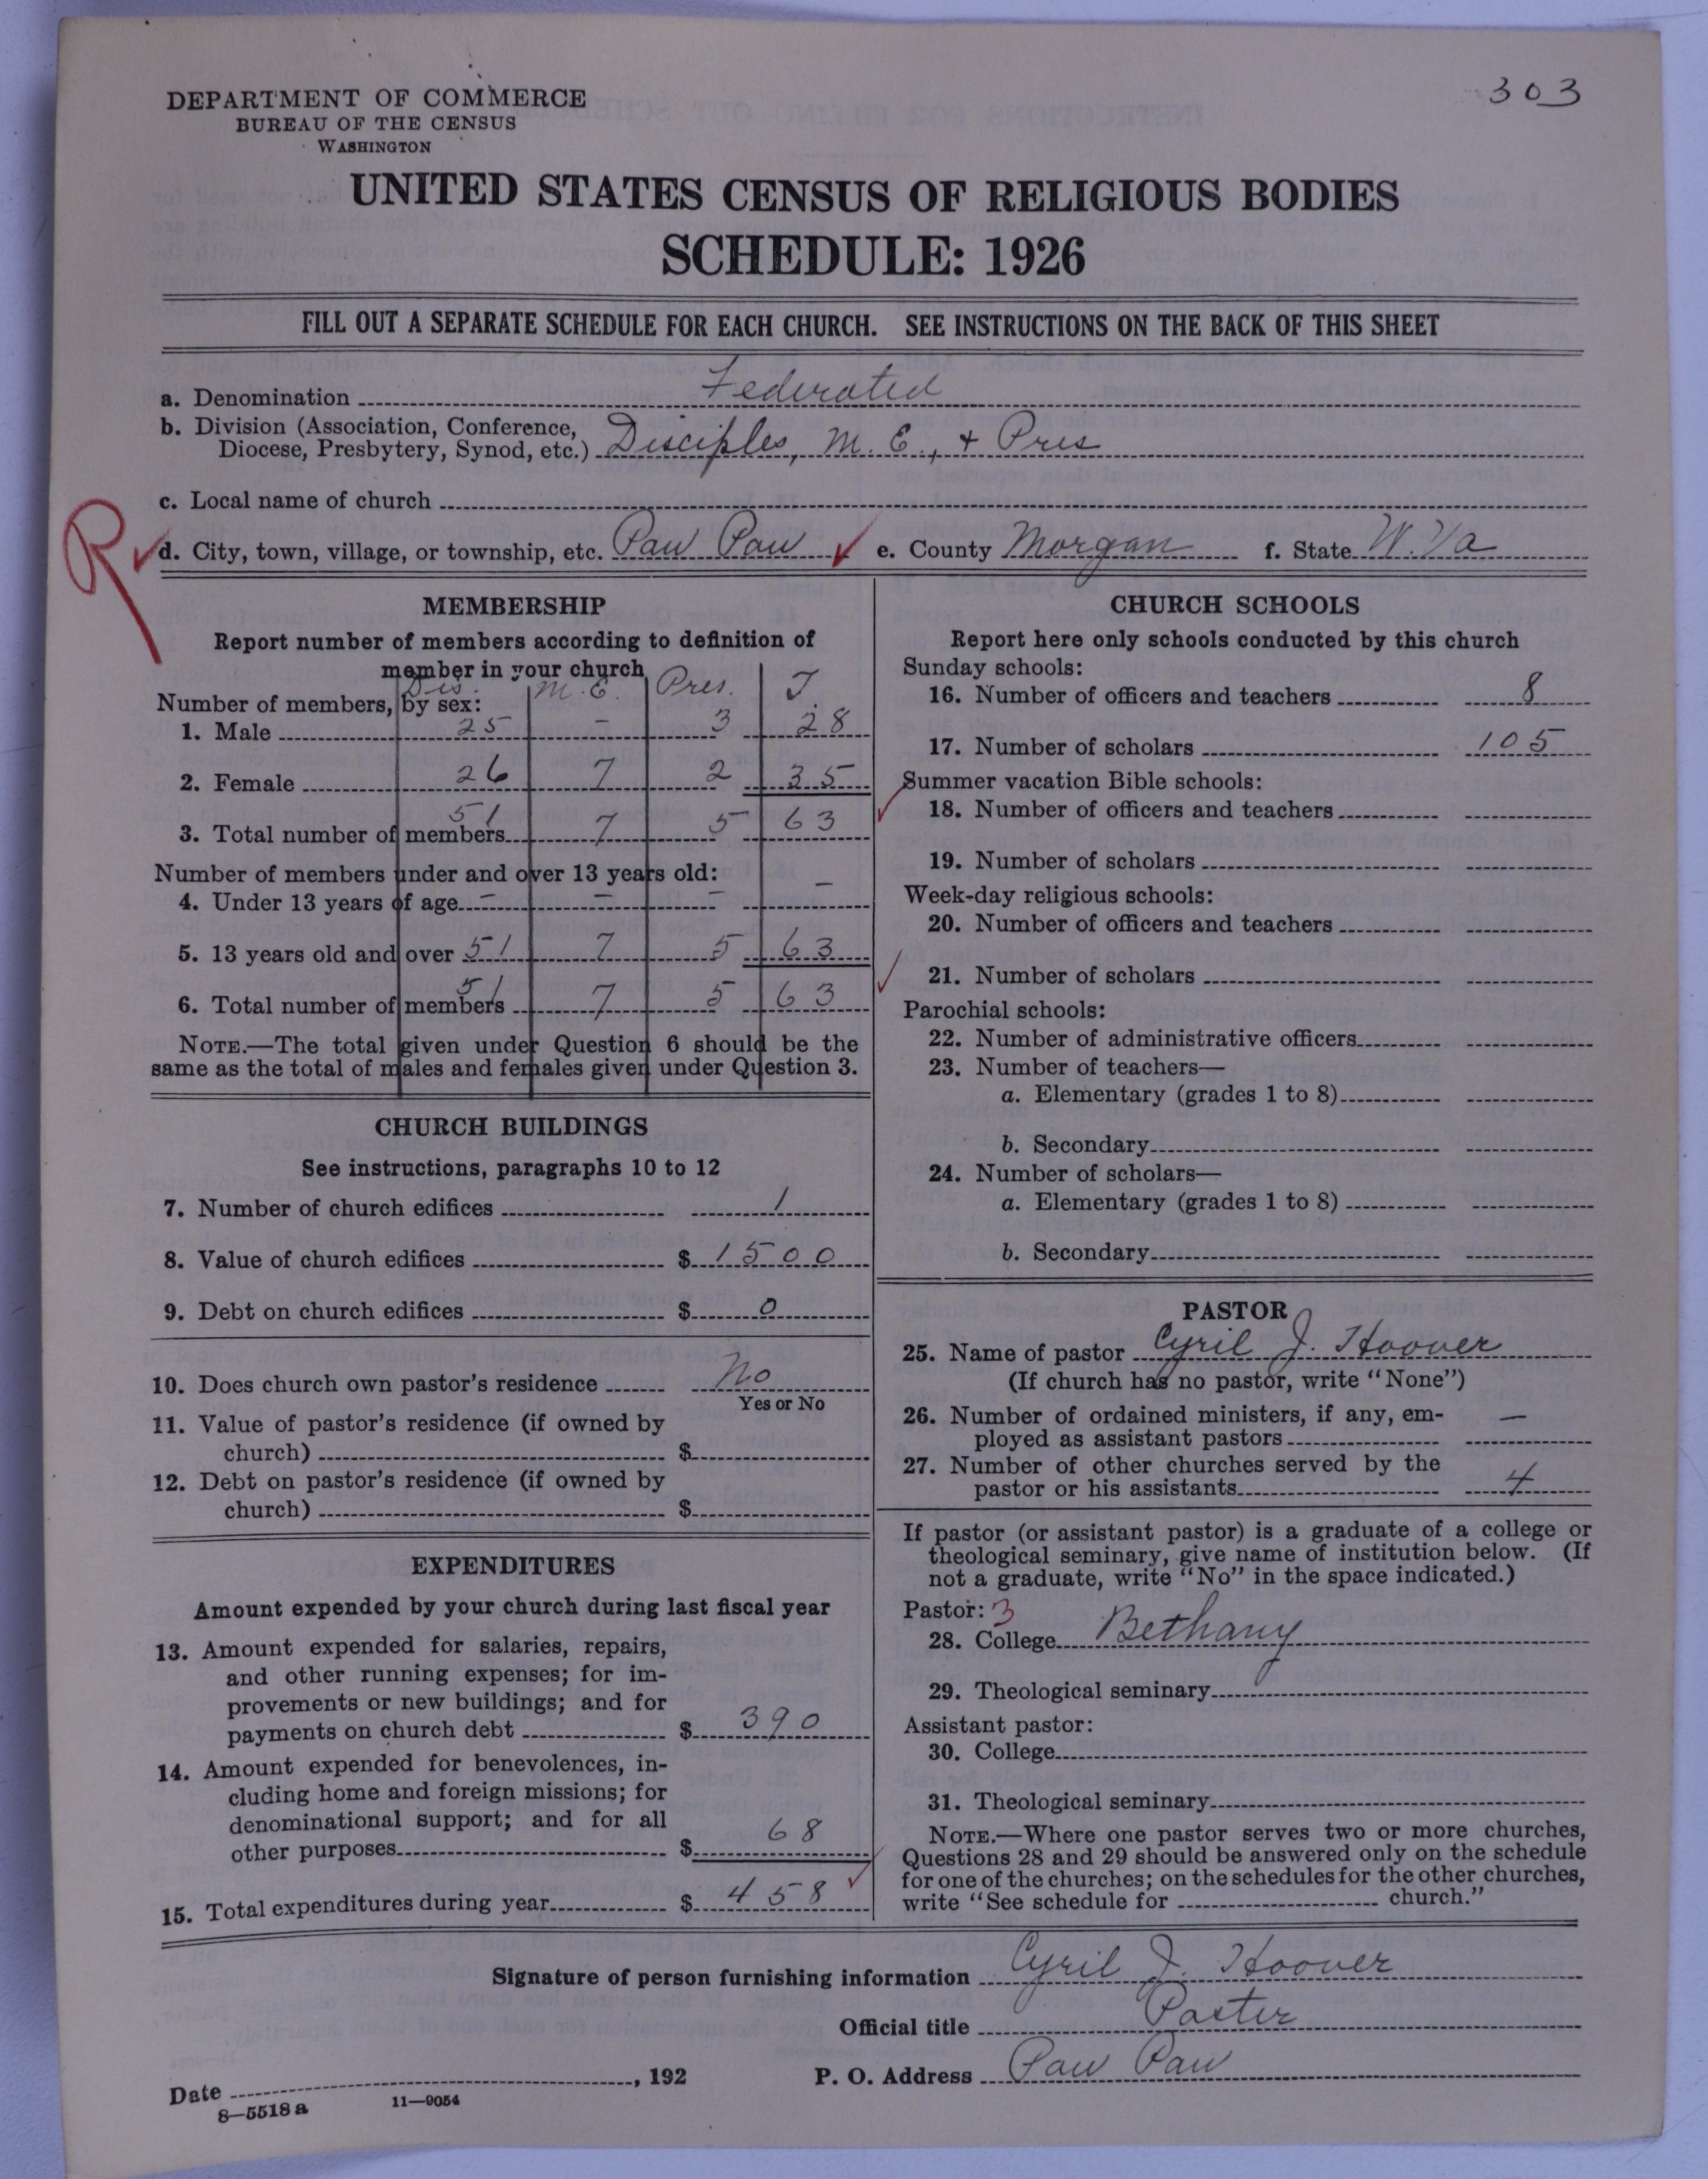 303
DEPARTMENT OF COMMERCE
BUREAU OF THE CENSUS
WASHINGTON
UNITED STATES CENSUS OF RELIGIOUS BODIES
SCHEDULE: 1926
FILL OUT A SEPARATE SCHEDULE FOR EACH CHURCH. SEE INSTRUCTIONS ON THE BACK OF THIS SHEET
a. Denomination Federated
b. Division (Association, Conference,
Diocese, Presbytery, Synod, etc.) Disciples, M. E., + Pres
c. Local name of church
R
d. City, town, village, or township, etc. Paw Paw e. County Morgan f. State W. Va
MEMBERSHIP
Report number of members according to definition of
member in your church
Dis. M.E. Pres. T.
Number of members, by sex:
1. Male 25 – 3 28
2. Female 26 7 2 35
3. Total number of members 51 7 5 63
Number of members under and over 13 years old:
4. Under 13 years of age – – – –
5. 13 years old and over 51 7 5 63
6. Total number of members 51 7 5 63
NOTE.—The total given under Question 6 should be the
same as the total of males and females given under Question 3.
CHURCH BUILDINGS
See instructions, paragraphs 10 to 12
7. Number of church edifices 1
8. Value of church edifices $ 1500
9. Debt on church edifices $ 0
10. Does church own pastor's residence No
Yes or No
11. Value of pastor's residence (if owned by
church) $
12. Debt on pastor's residence (if owned by
church) $
EXPENDITURES
Amount expended by your church during last fiscal year
13. Amount expended for salaries, repairs,
and other running expenses; for im-
provements or new buildings; and for
payments on church debt $ 390
14. Amount expended for benevolences, in-
cluding home and foreign missions; for
denominational support; and for all
other purposes $ 68
15. Total expenditures during year $ 458
CHURCH SCHOOLS
Report here only schools conducted by this church
Sunday schools:
16. Number of officers and teachers 8
17. Number of scholars 105
Summer vacation Bible schools:
18. Number of officers and teachers
19. Number of scholars
Week-day religious schools:
20. Number of officers and teachers
21. Number of scholars
Parochial schools:
22. Number of administrative officers
23. Number of teachers—
a. Elementary (grades 1 to 8)
b. Secondary
24. Number of scholars—
a. Elementary (grades 1 to 8)
b. Secondary
PASTOR
25. Name of pastor Cyril J. Hoover
(If church has no pastor, write "None")
26. Number of ordained ministers, if any, em-
ployed as assistant pastors —
27. Number of other churches served by the
pastor or his assistants 4
If pastor (or assistant pastor) is a graduate of a college or
theological seminary, give name of institution below. (If
not a graduate, write "No" in the space indicated.)
Pastor: 3
28. College Bethany
29. Theological seminary
Assistant pastor:
30. College
31. Theological seminary
NOTE.—Where one pastor serves two or more churches,
Questions 28 and 29 should be answered only on the schedule
for one of the churches; on the schedules for the other churches,
write "See schedule for church."
Signature of person furnishing information Cyril J. Hoover
Official title Paster
Date , 192 P. O. Address Paw Paw
8—5518 a 11—9054